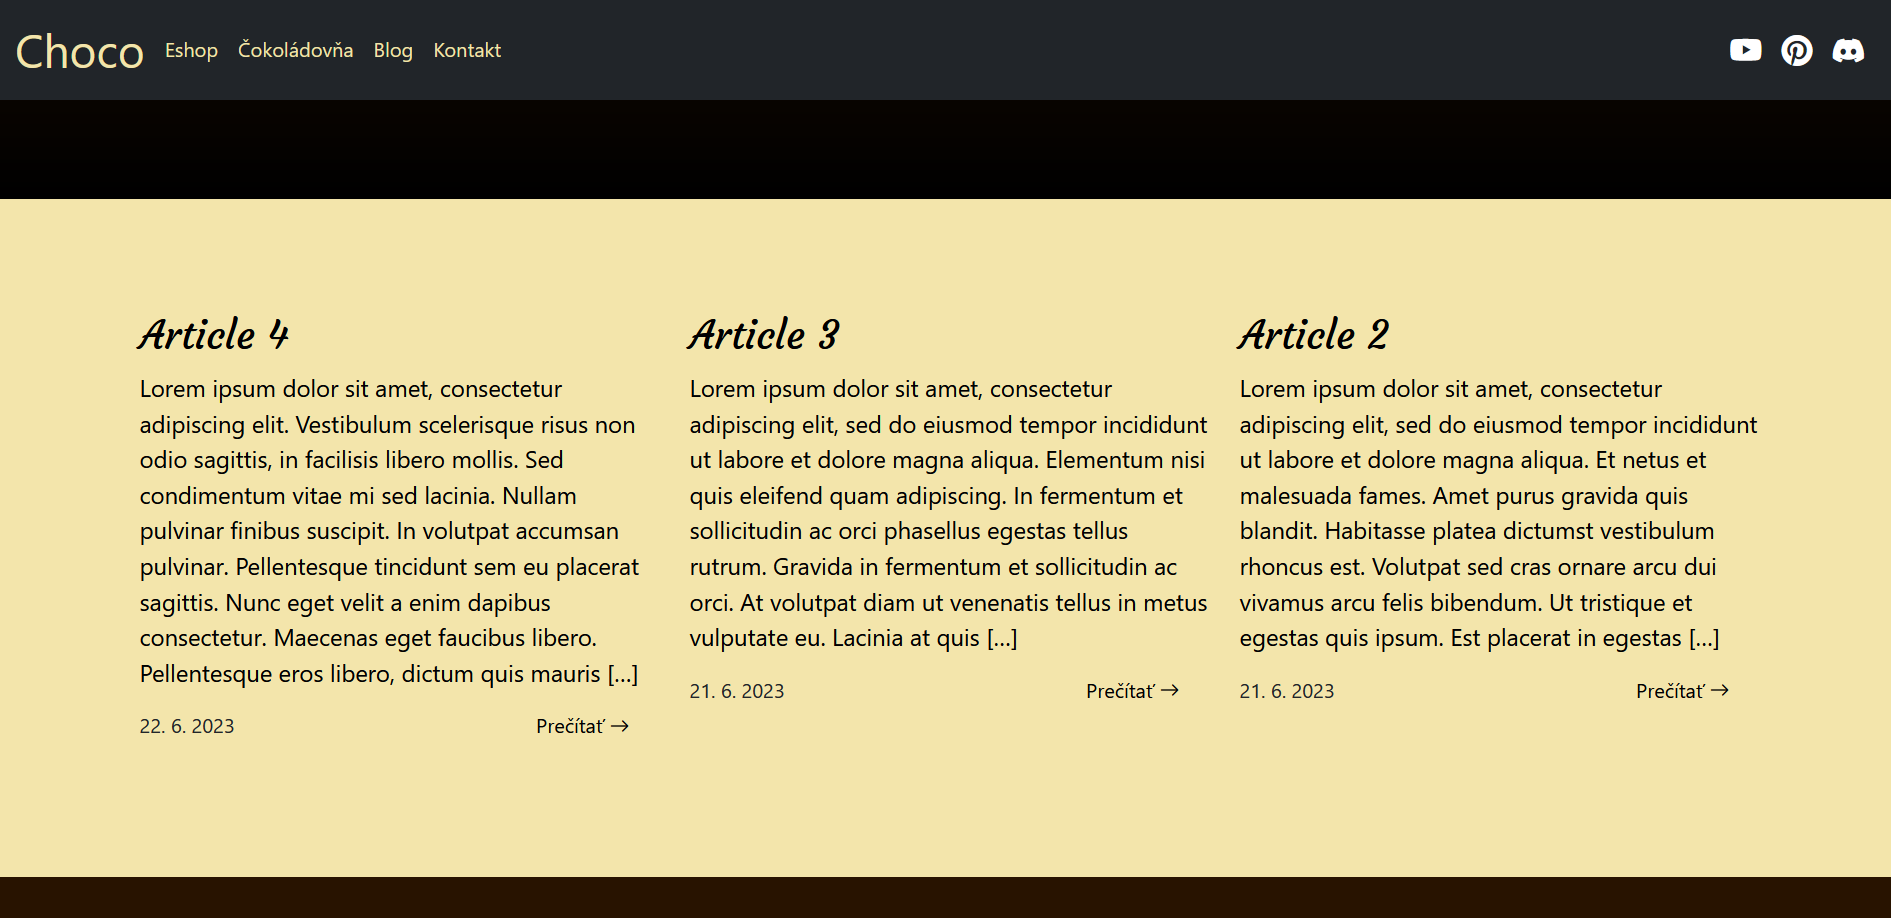 Choco Eshop Čokoládovňa Blog Kontakt
Article 4
Lorem ipsum dolor sit amet, consectetur
adipiscing elit. Vestibulum scelerisque risus non
odio sagittis, in facilisis libero mollis. Sed
condimentum vitae mi sed lacinia. Nullam
pulvinar finibus suscipit. In volutpat accumsan
pulvinar. Pellentesque tincidunt sem eu placerat
sagittis. Nunc eget velit a enim dapibus
consectetur. Maecenas eget faucibus libero.
Pellentesque eros libero, dictum quis mauris [...]
22. 6. 2023 Prečítať →
Article 3
Lorem ipsum dolor sit amet, consectetur
adipiscing elit, sed do eiusmod tempor incididunt
ut labore et dolore magna aliqua. Elementum nisi
quis eleifend quam adipiscing. In fermentum et
sollicitudin ac orci phasellus egestas tellus
rutrum. Gravida in fermentum et sollicitudin ac
orci. At volutpat diam ut venenatis tellus in metus
vulputate eu. Lacinia at quis [...]
21. 6. 2023 Prečítať →
Article 2
Lorem ipsum dolor sit amet, consectetur
adipiscing elit, sed do eiusmod tempor incididunt
ut labore et dolore magna aliqua. Et netus et
malesuada fames. Amet purus gravida quis
blandit. Habitasse platea dictumst vestibulum
rhoncus est. Volutpat sed cras ornare arcu dui
vivamus arcu felis bibendum. Ut tristique et
egestas quis ipsum. Est placerat in egestas [...]
21. 6. 2023 Prečítať →